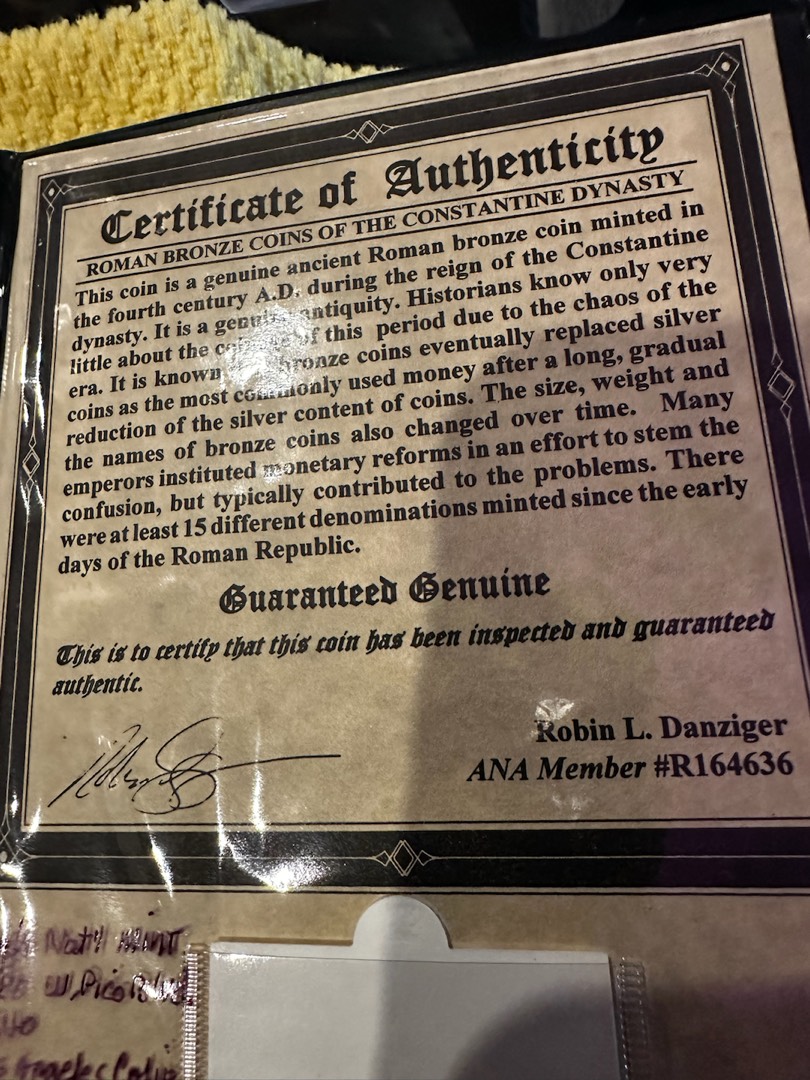 Certificate of Authenticity
ROMAN BRONZE COINS OF THE CONSTANTINE DYNASTY
This coin is a genuine ancient Roman bronze coin minted in
the fourth century A.D. during the reign of the Constantine
dynasty. It is a genuine antiquity. Historians know only very
little about the of this period due to the chaos of the
era. It is known bronze coins eventually replaced silver
coins as the most commonly used money after a long, gradual
reduction of the silver content of coins. The size, weight and
the names of bronze coins also changed over time. Many
emperors instituted monetary reforms in an effort to stem the
confusion, but typically contributed to the problems. There
were at least 15 different denominations minted since the early
days of the Roman Republic.
Guaranteed Genuine
This is to certify that this coin has been inspected and guaranteed
authentic.
Robin L. Danziger
ANA Member #R164636
Nat'l Mint
W. Pico Blvd
Angeles